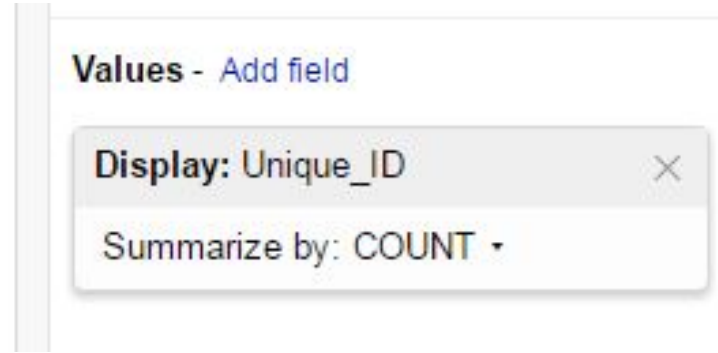 Values - Add field
Display: Unique_ID
Summarize by: COUNT